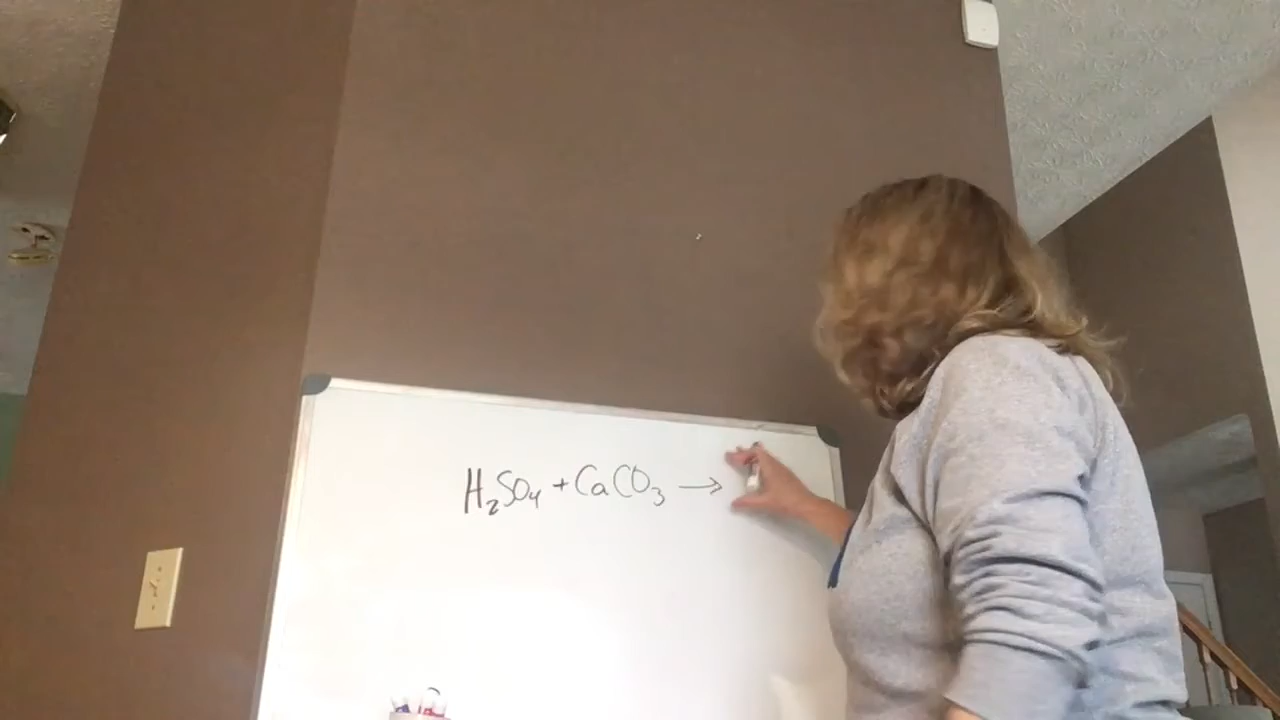 H₂SO₄ + CaCO₃ →